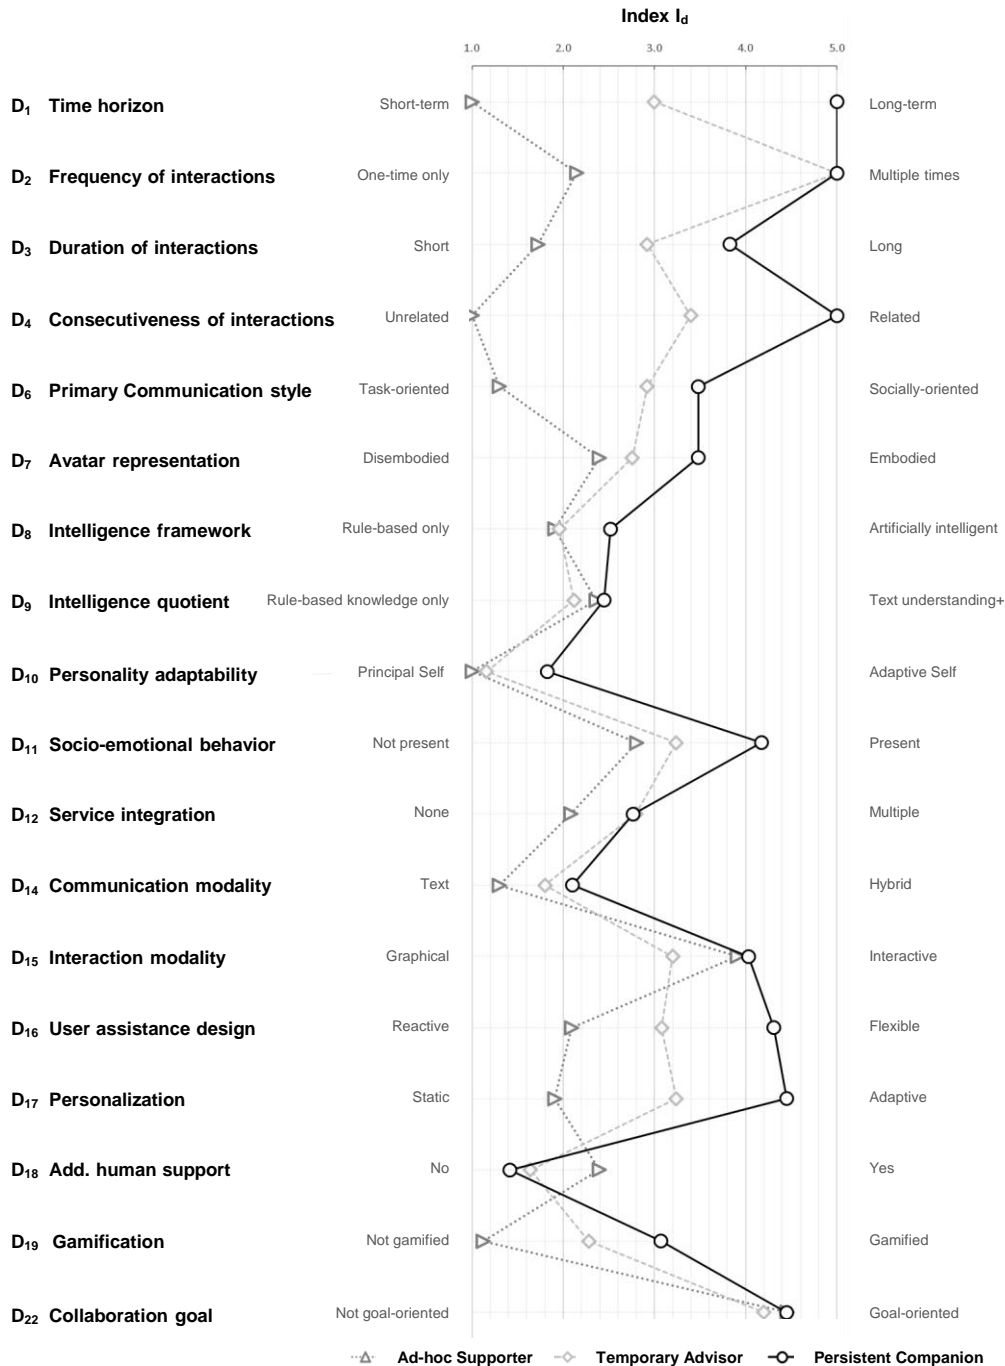 Index I_d
1.0 2.0 3.0 4.0 5.0
D₁ Time horizon Short-term Long-term
D₂ Frequency of interactions One-time only Multiple times
D₃ Duration of interactions Short Long
D₄ Consecutiveness of interactions Unrelated Related
D₆ Primary Communication style Task-oriented Socially-oriented
D₇ Avatar representation Disembodied Embodied
D₈ Intelligence framework Rule-based only Artificially intelligent
D₉ Intelligence quotient Rule-based knowledge only Text understanding+
D₁₀ Personality adaptability Principal Self Adaptive Self
D₁₁ Socio-emotional behavior Not present Present
D₁₂ Service integration None Multiple
D₁₄ Communication modality Text Hybrid
D₁₅ Interaction modality Graphical Interactive
D₁₆ User assistance design Reactive Flexible
D₁₇ Personalization Static Adaptive
D₁₈ Add. human support No Yes
D₁₉ Gamification Not gamified Gamified
D₂₂ Collaboration goal Not goal-oriented Goal-oriented
Ad-hoc Supporter Temporary Advisor Persistent Companion